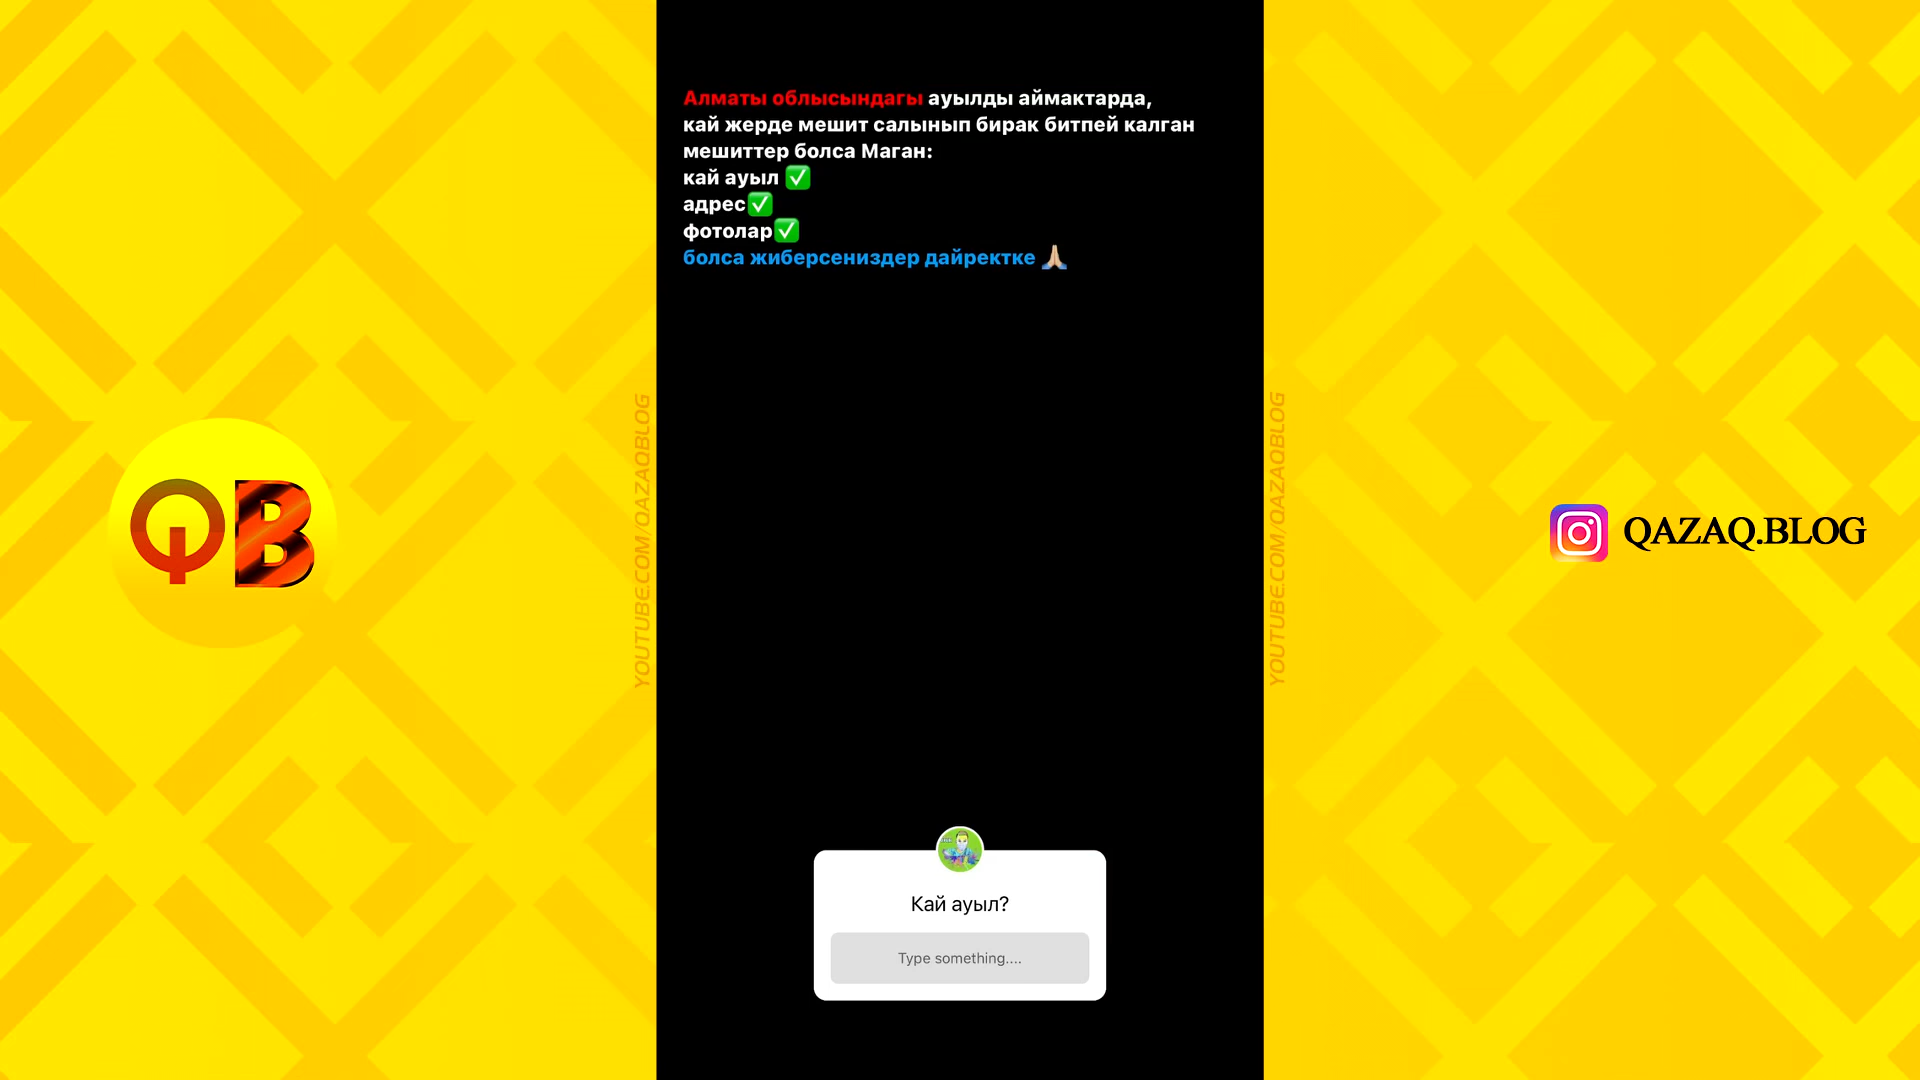 Алматы облысындагы ауылды аймактарда,
кай жерде мешит салынып бирак битпей калган
мешиттер болса Маган:
кай ауыл ✅
адрес✅
фотолар✅
болса жиберсениздер дайректке 🙏🏼
YOUTUBE.COM/QAZAQBLOG
YOUTUBE.COM/QAZAQBLOG
QB
QAZAQ.BLOG
Кай ауыл?
Type something....